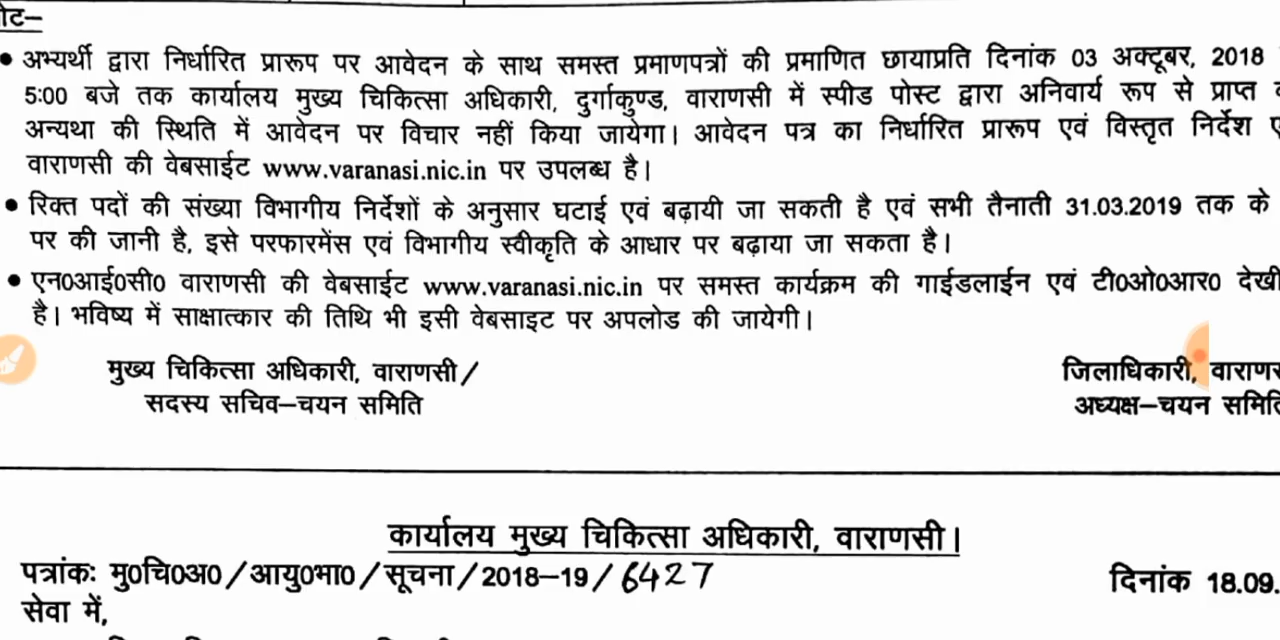 नोट–
• अभ्यर्थी द्वारा निर्धारित प्रारूप पर आवेदन के साथ समस्त प्रमाणपत्रों की प्रमाणित छायाप्रति दिनांक 03 अक्टूबर, 2018
5:00 बजे तक कार्यालय मुख्य चिकित्सा अधिकारी, दुर्गाकुण्ड, वाराणसी में स्पीड पोस्ट द्वारा अनिवार्य रूप से प्राप्त
अन्यथा की स्थिति में आवेदन पर विचार नहीं किया जायेगा। आवेदन पत्र का निर्धारित प्रारूप एवं विस्तृत निर्देश
वाराणसी की वेबसाईट www.varanasi.nic.in पर उपलब्ध है।
• रिक्त पदों की संख्या विभागीय निर्देशों के अनुसार घटाई एवं बढ़ायी जा सकती है एवं सभी तैनाती 31.03.2019 तक के
पर की जानी है, इसे परफारमेंस एवं विभागीय स्वीकृति के आधार पर बढ़ाया जा सकता है।
• एन0आई0सी0 वाराणसी की वेबसाईट www.varanasi.nic.in पर समस्त कार्यक्रम की गाईडलाईन एवं टी0ओ0आर0 देखी
है। भविष्य में साक्षात्कार की तिथि भी इसी वेबसाइट पर अपलोड की जायेगी।
मुख्य चिकित्सा अधिकारी, वाराणसी/ जिलाधिकारी, वाराणस
सदस्य सचिव–चयन समिति अध्यक्ष–चयन समिति
कार्यालय मुख्य चिकित्सा अधिकारी, वाराणसी।
पत्रांकः मु0चि0अ0/आयु0भा0/सूचना/2018–19/6427 दिनांक 18.09.
सेवा में,